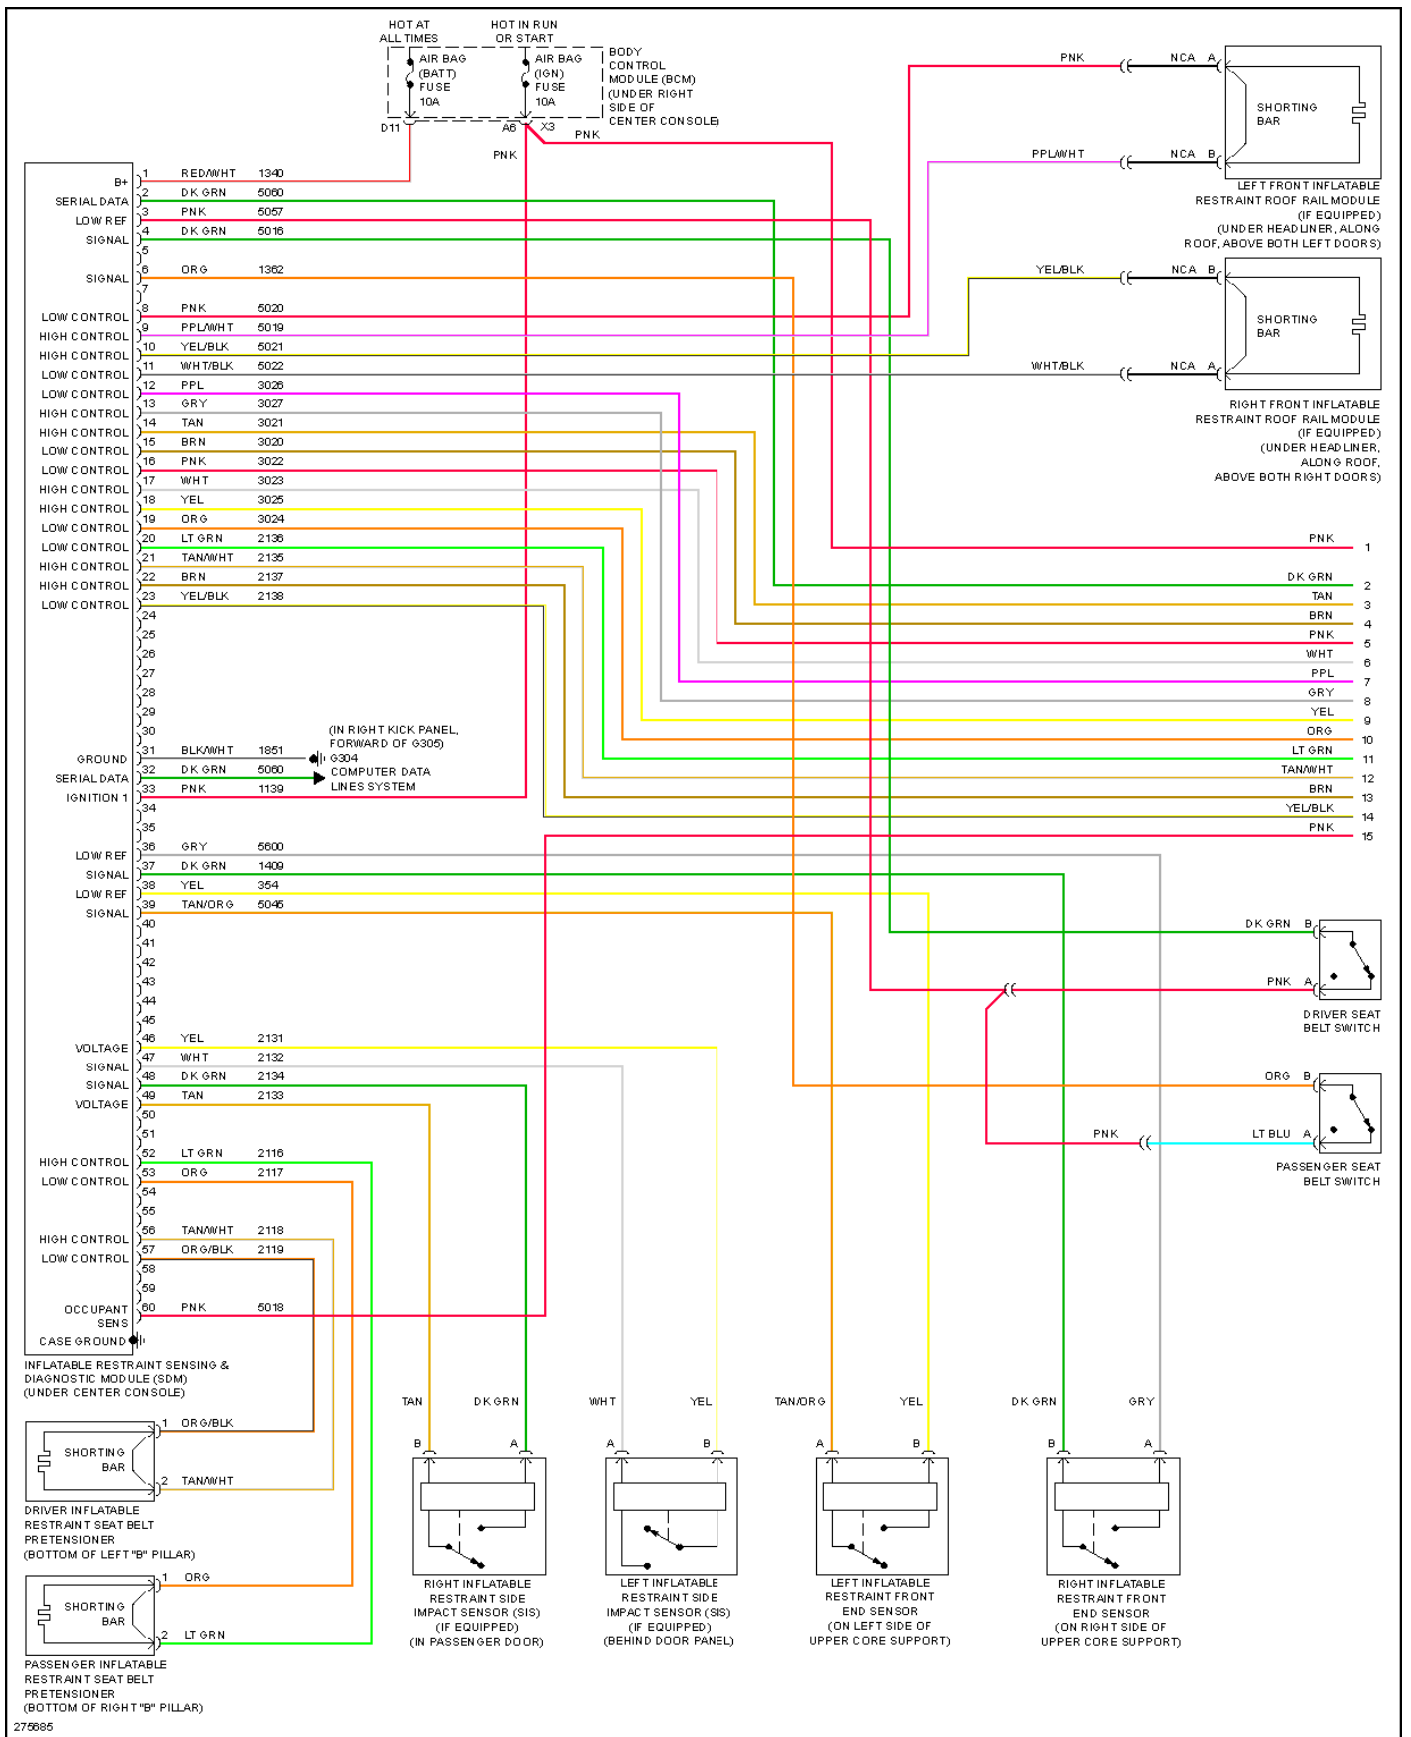 HOT AT
ALL TIMES
HOT IN RUN
OR START
AIR BAG
(BATT)
FUSE
10A
AIR BAG
(IGN)
FUSE
10A
BODY
CONTROL
MODULE (BCM)
(UNDER RIGHT
SIDE OF
CENTER CONSOLE)
D11
A6
X3
PNK
PNK
B+ 1 RED/WHT 1340
SERIAL DATA 2 DK GRN 5060
LOW REF 3 PNK 5057
SIGNAL 4 DK GRN 5016
5
SIGNAL 6 ORG 1362
7
LOW CONTROL 8 PNK 5020
HIGH CONTROL 9 PPL/WHT 5019
HIGH CONTROL 10 YEL/BLK 5021
LOW CONTROL 11 WHT/BLK 5022
LOW CONTROL 12 PPL 3026
HIGH CONTROL 13 GRY 3027
HIGH CONTROL 14 TAN 3021
LOW CONTROL 15 BRN 3020
LOW CONTROL 16 PNK 3022
HIGH CONTROL 17 WHT 3023
HIGH CONTROL 18 YEL 3025
LOW CONTROL 19 ORG 3024
LOW CONTROL 20 LT GRN 2136
HIGH CONTROL 21 TAN/WHT 2135
HIGH CONTROL 22 BRN 2137
LOW CONTROL 23 YEL/BLK 2138
24
25
26
27
28
29
30
GROUND 31 BLK/WHT 1851
SERIAL DATA 32 DK GRN 5060
IGNITION 1 33 PNK 1139
34
35
LOW REF 36 GRY 5600
SIGNAL 37 DK GRN 1409
LOW REF 38 YEL 354
SIGNAL 39 TAN/ORG 5045
40
41
42
43
44
45
VOLTAGE 46 YEL 2131
SIGNAL 47 WHT 2132
SIGNAL 48 DK GRN 2134
VOLTAGE 49 TAN 2133
50
51
HIGH CONTROL 52 LT GRN 2116
LOW CONTROL 53 ORG 2117
54
55
HIGH CONTROL 56 TAN/WHT 2118
LOW CONTROL 57 ORG/BLK 2119
58
59
OCCUPANT
SENS 60 PNK 5018
CASE GROUND
INFLATABLE RESTRAINT SENSING &
DIAGNOSTIC MODULE (SDM)
(UNDER CENTER CONSOLE)
(IN RIGHT KICK PANEL,
FORWARD OF G305)
G304
COMPUTER DATA
LINES SYSTEM
PNK NCA A
PPL/WHT NCA B
SHORTING
BAR
LEFT FRONT INFLATABLE
RESTRAINT ROOF RAIL MODULE
(IF EQUIPPED)
(UNDER HEADLINER, ALONG
ROOF, ABOVE BOTH LEFT DOORS)
YEL/BLK NCA B
WHT/BLK NCA A
SHORTING
BAR
RIGHT FRONT INFLATABLE
RESTRAINT ROOF RAIL MODULE
(IF EQUIPPED)
(UNDER HEADLINER,
ALONG ROOF,
ABOVE BOTH RIGHT DOORS)
PNK 1
DK GRN 2
TAN 3
BRN 4
PNK 5
WHT 6
PPL 7
GRY 8
YEL 9
ORG 10
LT GRN 11
TAN/WHT 12
BRN 13
YEL/BLK 14
PNK 15
DK GRN B
PNK A
DRIVER SEAT
BELT SWITCH
ORG B
PNK
LT BLU A
PASSENGER SEAT
BELT SWITCH
1 ORG/BLK
SHORTING
BAR
2 TAN/WHT
DRIVER INFLATABLE
RESTRAINT SEAT BELT
PRETENSIONER
(BOTTOM OF LEFT "B" PILLAR)
1 ORG
SHORTING
BAR
2 LT GRN
PASSENGER INFLATABLE
RESTRAINT SEAT BELT
PRETENSIONER
(BOTTOM OF RIGHT "B" PILLAR)
TAN DK GRN
B A
RIGHT INFLATABLE
RESTRAINT SIDE
IMPACT SENSOR (SIS)
(IF EQUIPPED)
(IN PASSENGER DOOR)
WHT YEL
A B
LEFT INFLATABLE
RESTRAINT SIDE
IMPACT SENSOR (SIS)
(IF EQUIPPED)
(BEHIND DOOR PANEL)
TAN/ORG YEL
A B
LEFT INFLATABLE
RESTRAINT FRONT
END SENSOR
(ON LEFT SIDE OF
UPPER CORE SUPPORT)
DK GRN GRY
B A
RIGHT INFLATABLE
RESTRAINT FRONT
END SENSOR
(ON RIGHT SIDE OF
UPPER CORE SUPPORT)
275685